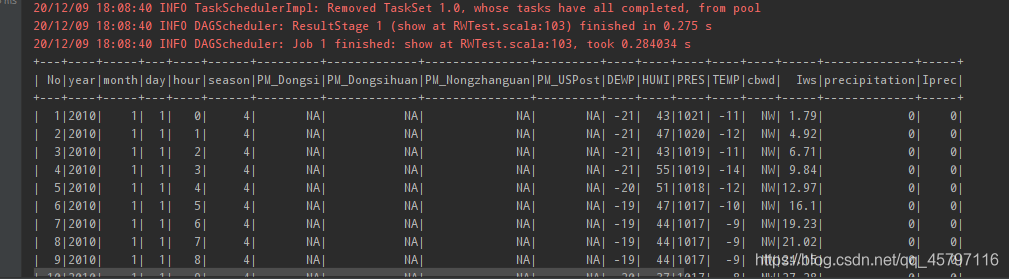 ms
20/12/09 18:08:40 INFO TaskSchedulerImpl: Removed TaskSet 1.0, whose tasks have all completed, from pool
20/12/09 18:08:40 INFO DAGScheduler: ResultStage 1 (show at RWTest.scala:103) finished in 0.275 s
20/12/09 18:08:40 INFO DAGScheduler: Job 1 finished: show at RWTest.scala:103, took 0.284034 s
+---+----+-----+---+----+------+---------+------------+--------------+---------+----+----+----+----+----+-----+-------------+-----+
| No|year|month|day|hour|season|PM_Dongsi|PM_Dongsihuan|PM_Nongzhanguan|PM_USPost|DEWP|HUMI|PRES|TEMP|cbwd| Iws|precipitation|Iprec|
+---+----+-----+---+----+------+---------+------------+--------------+---------+----+----+----+----+----+-----+-------------+-----+
| 1|2010| 1| 1| 0| 4| NA| NA| NA| NA| -21| 43|1021| -11| NW| 1.79| 0| 0|
| 2|2010| 1| 1| 1| 4| NA| NA| NA| NA| -21| 47|1020| -12| NW| 4.92| 0| 0|
| 3|2010| 1| 1| 2| 4| NA| NA| NA| NA| -21| 43|1019| -11| NW| 6.71| 0| 0|
| 4|2010| 1| 1| 3| 4| NA| NA| NA| NA| -21| 55|1019| -14| NW| 9.84| 0| 0|
| 5|2010| 1| 1| 4| 4| NA| NA| NA| NA| -20| 51|1018| -12| NW|12.97| 0| 0|
| 6|2010| 1| 1| 5| 4| NA| NA| NA| NA| -19| 47|1017| -10| NW| 16.1| 0| 0|
| 7|2010| 1| 1| 6| 4| NA| NA| NA| NA| -19| 44|1017| -9| NW|19.23| 0| 0|
| 8|2010| 1| 1| 7| 4| NA| NA| NA| NA| -19| 44|1017| -9| NW|21.02| 0| 0|
| 9|2010| 1| 1| 8| 4| NA| NA| NA| NA| -19| 44|1017| -9| NW| 0| 0|
https://blog.csdn.net/qq_45797116